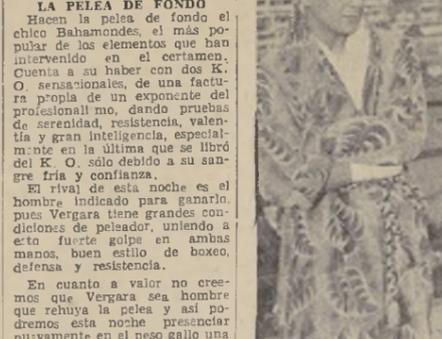 LA PELEA DE FONDO
Hacen la pelea de fondo el
chico Bahamondes, el más po-
pular de los elementos que han
intervenido en el certamen.
Cuenta a su haber con dos K.
O. sensacionales, de una factu-
ra propia de un exponente del
profesionali mo, dando pruebas
de serenidad, resistencia, valen-
tía y gran inteligencia, especial-
mente en la última que se libró
del K. O. sólo debido a su san-
gre fría y confianza.
El rival de esta noche es el
hombre indicado para ganarlo,
pues Vergara tiene grandes con-
diciones de peleador, uniendo a
esto fuerte golpe en ambas
manos, buen estilo de boxeo,
defensa y resistencia.
En cuanto a valor no cree-
mos que Vergara sea hombre
que rehuya la pelea y así po-
dremos esta noche presenciar
nuevamente en el peso gallo una